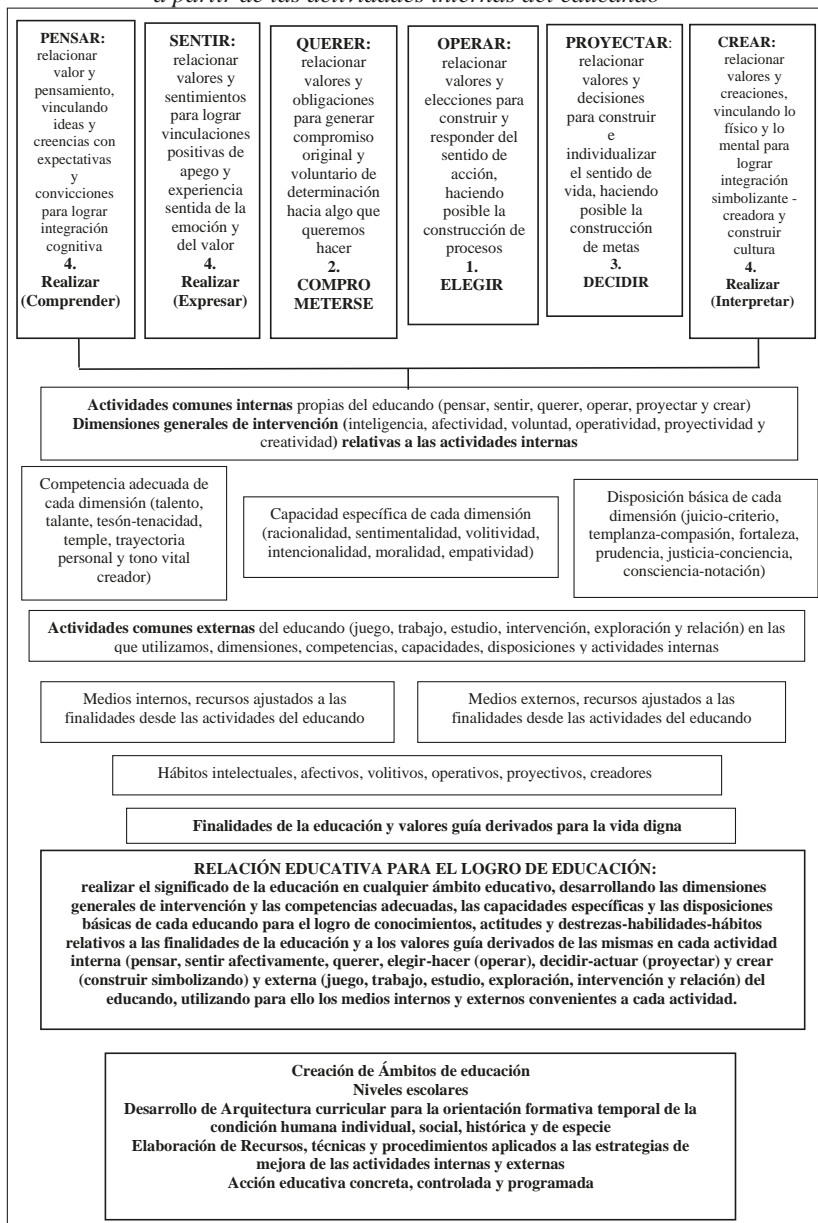 a partir de las actividades internas del educando
PENSAR:
relacionar
valor y
pensamiento,
vinculando
ideas y
creencias con
expectativas
y
convicciones
para lograr
integración
cognitiva
4.
Realizar
(Comprender)
SENTIR:
relacionar
valores y
sentimientos
para lograr
vinculaciones
positivas de
apego y
experiencia
sentida de la
emoción y
del valor
4.
Realizar
(Expresar)
QUERER:
relacionar
valores y
obligaciones
para generar
compromiso
original y
voluntario de
determinación
hacia algo que
queremos
hacer
2.
COMPRO
METERSE
OPERAR:
relacionar
valores y
elecciones para
construir y
responder del
sentido de
acción,
haciendo
posible la
construcción de
procesos
1.
ELEGIR
PROYECTAR:
relacionar
valores y
decisiones
para construir
e
individualizar
el sentido de
vida, haciendo
posible la
construcción
de metas
3.
DECIDIR
CREAR:
relacionar
valores y
creaciones,
vinculando lo
físico y lo
mental para
lograr
integración
simbolizante -
creadora y
construir
cultura
4.
Realizar
(Interpretar)
Actividades comunes internas propias del educando (pensar, sentir, querer, operar, proyectar y crear)
Dimensiones generales de intervención (inteligencia, afectividad, voluntad, operatividad, proyectividad y
creatividad) relativas a las actividades internas
Competencia adecuada de
cada dimensión (talento,
talante, tesón-tenacidad,
temple, trayectoria
personal y tono vital
creador)
Capacidad específica de cada dimensión
(racionalidad, sentimentalidad, volitividad,
intencionalidad, moralidad, empatividad)
Disposición básica de cada
dimensión (juicio-criterio,
templanza-compasión, fortaleza,
prudencia, justicia-conciencia,
consciencia-notación)
Actividades comunes externas del educando (juego, trabajo, estudio, intervención, exploración y relación) en las
que utilizamos, dimensiones, competencias, capacidades, disposiciones y actividades internas
Medios internos, recursos ajustados a las
finalidades desde las actividades del educando
Medios externos, recursos ajustados a las
finalidades desde las actividades del educando
Hábitos intelectuales, afectivos, volitivos, operativos, proyectivos, creadores
Finalidades de la educación y valores guía derivados para la vida digna
RELACIÓN EDUCATIVA PARA EL LOGRO DE EDUCACIÓN:
realizar el significado de la educación en cualquier ámbito educativo, desarrollando las dimensiones
generales de intervención y las competencias adecuadas, las capacidades específicas y las disposiciones
básicas de cada educando para el logro de conocimientos, actitudes y destrezas-habilidades-hábitos
relativos a las finalidades de la educación y a los valores guía derivados de las mismas en cada actividad
interna (pensar, sentir afectivamente, querer, elegir-hacer (operar), decidir-actuar (proyectar) y crear
(construir simbolizando) y externa (juego, trabajo, estudio, exploración, intervención y relación) del
educando, utilizando para ello los medios internos y externos convenientes a cada actividad.
Creación de Ámbitos de educación
Niveles escolares
Desarrollo de Arquitectura curricular para la orientación formativa temporal de la
condición humana individual, social, histórica y de especie
Elaboración de Recursos, técnicas y procedimientos aplicados a las estrategias de
mejora de las actividades internas y externas
Acción educativa concreta, controlada y programada